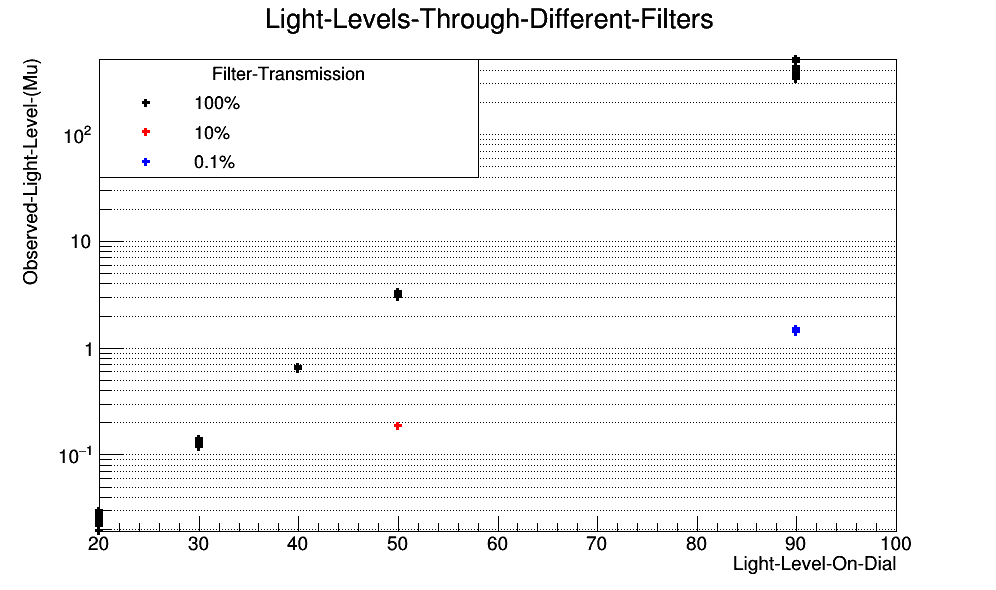 Light-Levels-Through-Different-Filters
Observed-Light-Level-(Mu)
Filter-Transmission
100%
10%
0.1%
10²
10
1
10⁻¹
20 30 40 50 60 70 80 90 100
Light-Level-On-Dial